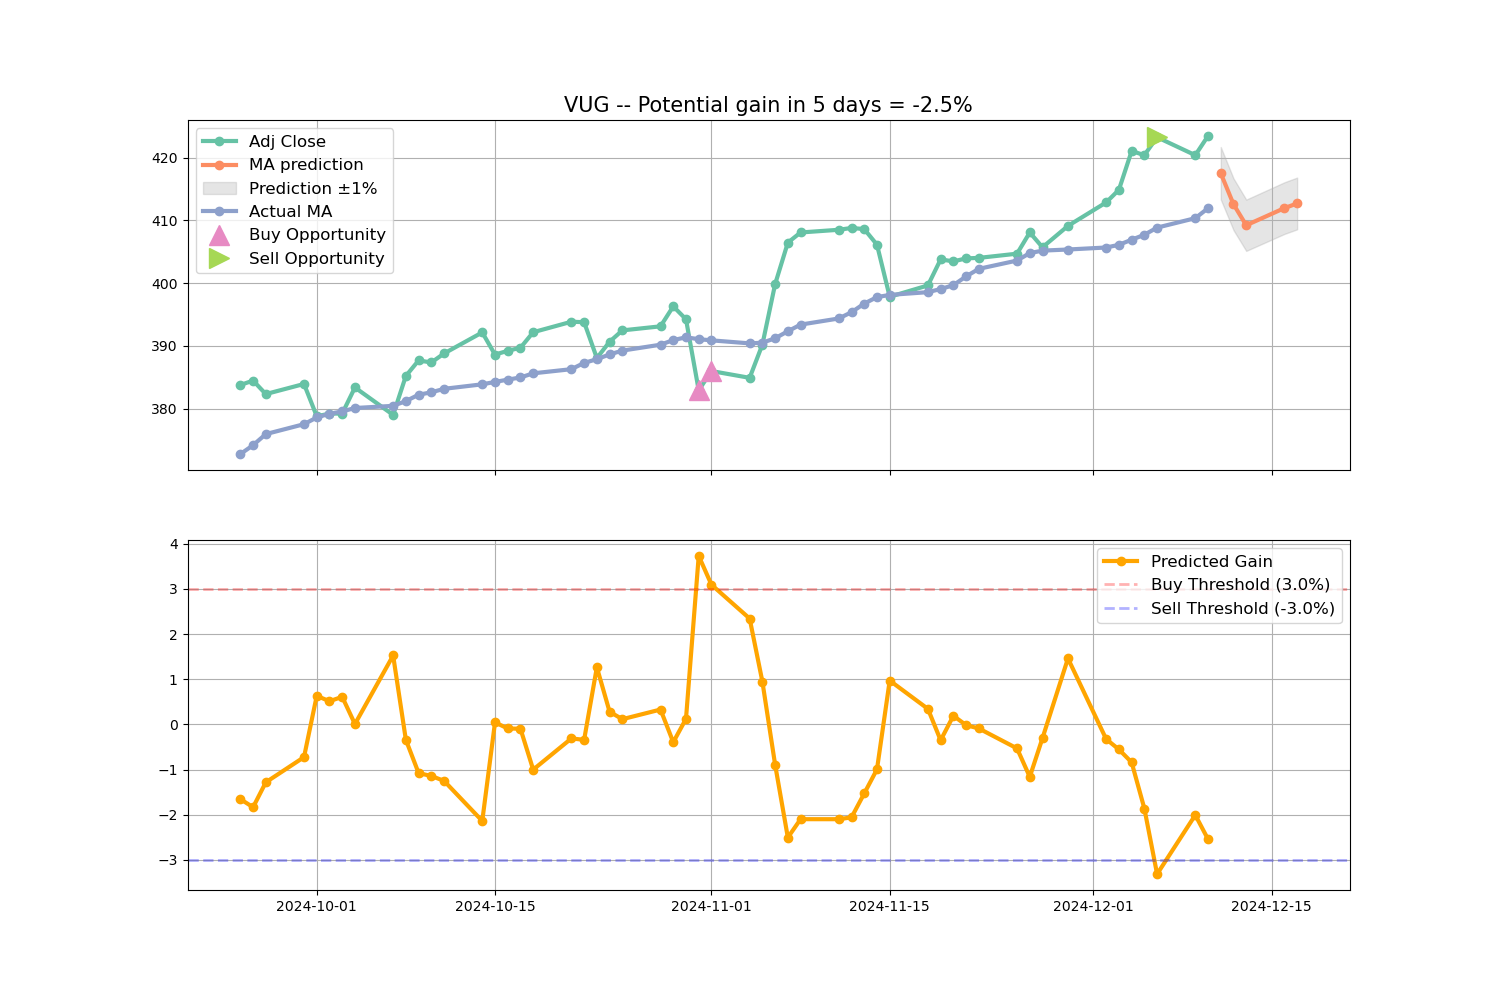 VUG -- Potential gain in 5 days = -2.5%
Adj Close
MA prediction
Prediction ±1%
Actual MA
Buy Opportunity
Sell Opportunity
420
410
400
390
380
Predicted Gain
Buy Threshold (3.0%)
Sell Threshold (-3.0%)
4
3
2
1
0
−1
−2
−3
2024-10-01 2024-10-15 2024-11-01 2024-11-15 2024-12-01 2024-12-15